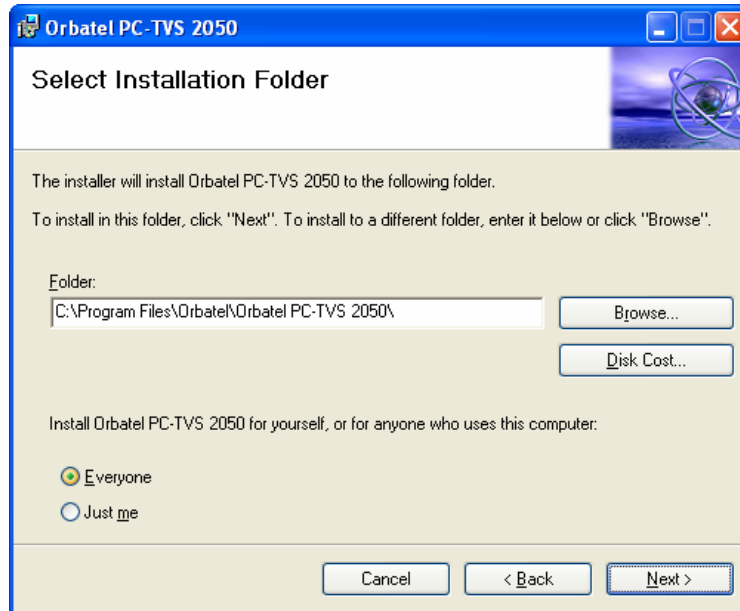 Orbatel PC-TVS 2050
Select Installation Folder
The installer will install Orbatel PC-TVS 2050 to the following folder.
To install in this folder, click "Next". To install to a different folder, enter it below or click "Browse".
Folder:
C:\Program Files\Orbatel\Orbatel PC-TVS 2050\
Browse...
Disk Cost...
Install Orbatel PC-TVS 2050 for yourself, or for anyone who uses this computer:
Everyone
Just me
Cancel
< Back
Next >